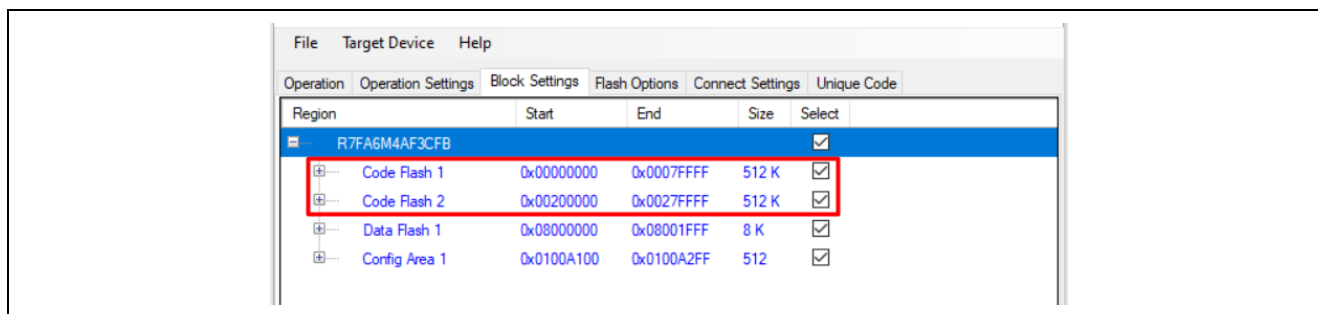 File Target Device Help
Operation Operation Settings Block Settings Flash Options Connect Settings Unique Code
Region Start End Size Select
R7FA6M4AF3CFB
Code Flash 1 0x00000000 0x0007FFFF 512 K
Code Flash 2 0x00200000 0x0027FFFF 512 K
Data Flash 1 0x08000000 0x08001FFF 8 K
Config Area 1 0x0100A100 0x0100A2FF 512